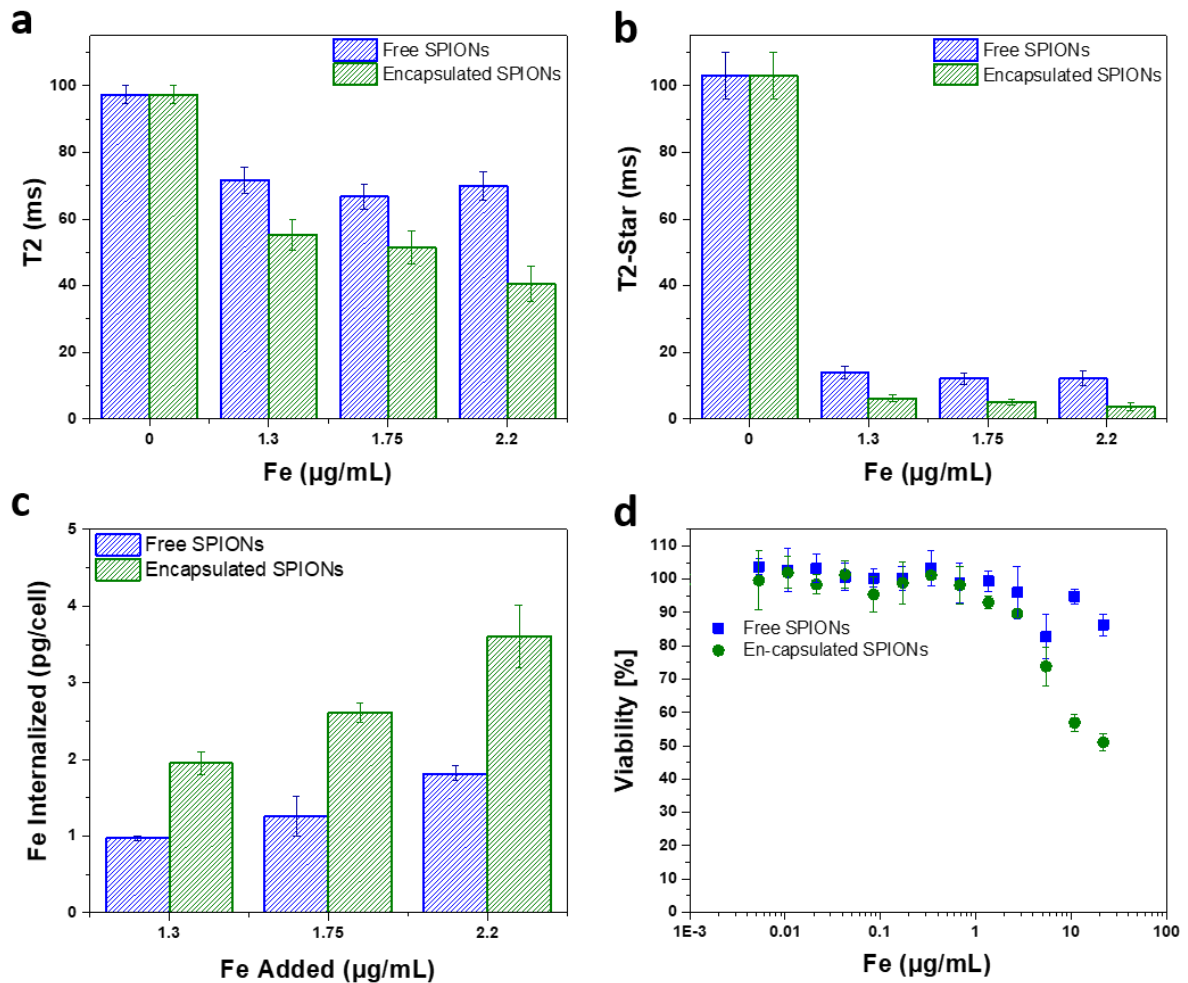 a
Free SPIONs
Encapsulated SPIONs
100
80
60
40
20
0
T2 (ms)
0 1.3 1.75 2.2
Fe (µg/mL)
b
Free SPIONs
Encapsulated SPIONs
100
80
60
40
20
0
T2-Star (ms)
0 1.3 1.75 2.2
Fe (µg/mL)
c
Free SPIONs
Encapsulated SPIONs
5
4
3
2
1
0
Fe Internalized (pg/cell)
1.3 1.75 2.2
Fe Added (µg/mL)
d
110
100
90
80
70
60
50
40
30
20
10
0
Viability [%]
Free SPIONs
En-capsulated SPIONs
1E-3 0.01 0.1 1 10 100
Fe (µg/mL)